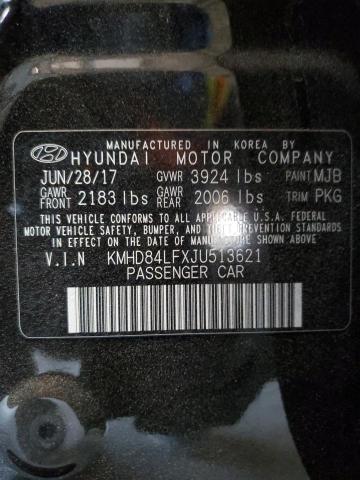 MANUFACTURED IN KOREA BY
HYUNDAI MOTOR COMPANY
JUN/28/17 GVWR 3924 lbs PAINT MJB
GAWR FRONT 2183 lbs GAWR REAR 2006 lbs TRIM PKG
THIS VEHICLE CONFORMS TO ALL APPLICABLE U.S.A. FEDERAL
MOTOR VEHICLE SAFETY, BUMPER, AND THEFT PREVENTION STANDARDS
IN EFFECT ON THE DATE OF MANUFACTURE SHOWN ABOVE.
V.I.N KMHD84LFXJU513621
PASSENGER CAR